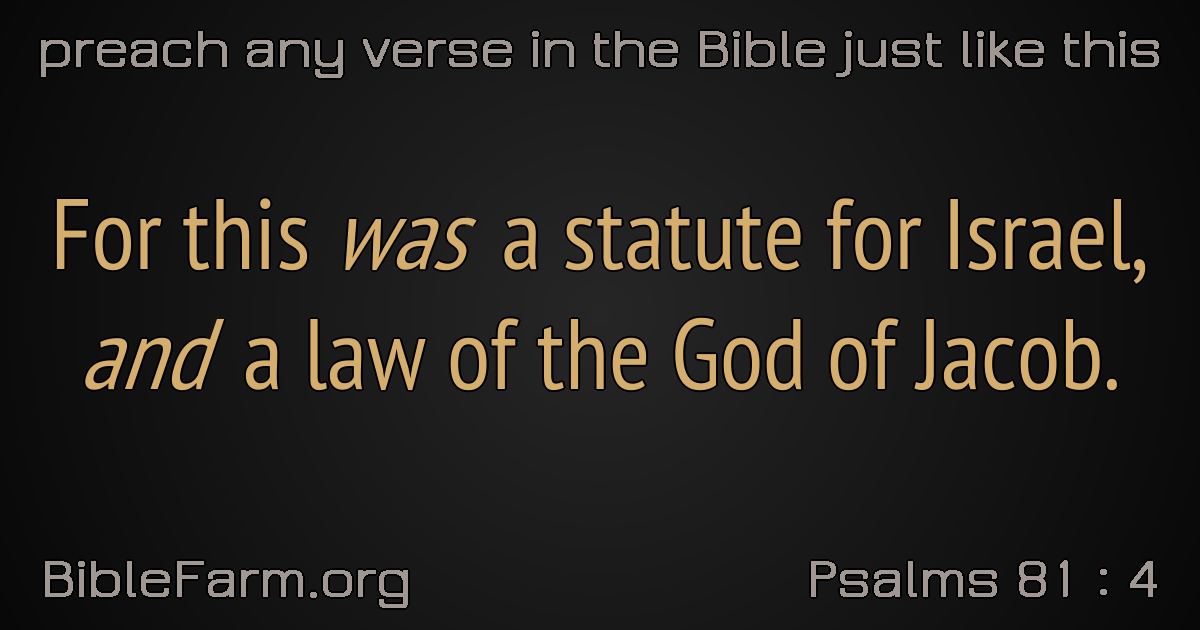 preach any verse in the Bible just like this
For this was a statute for Israel,
and a law of the God of Jacob.
BibleFarm.org
Psalms 81 : 4